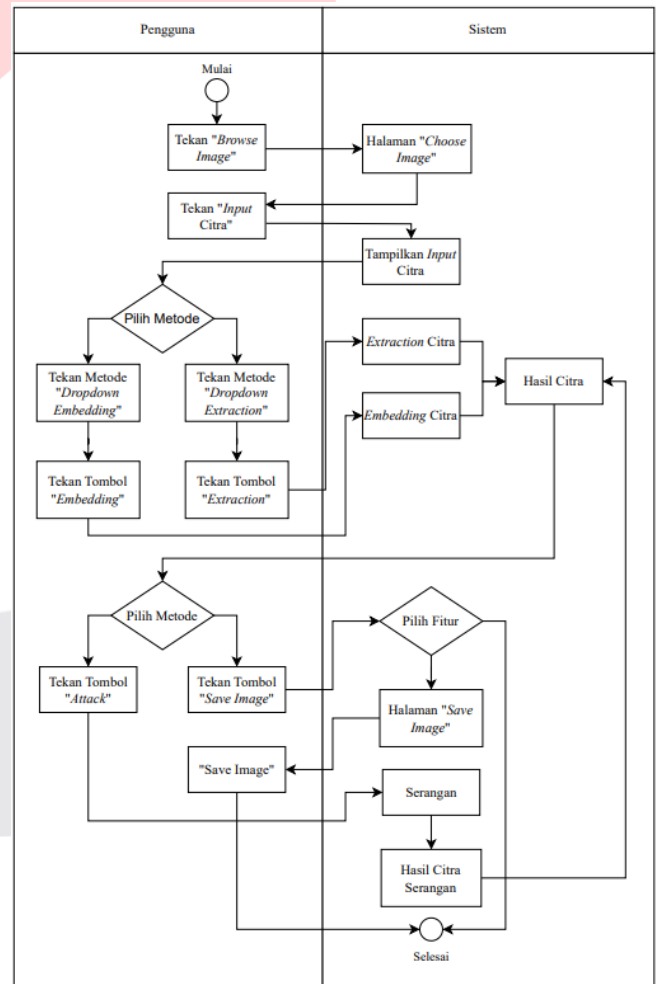 Pengguna
Sistem
Mulai
Tekan "Browse
Image"
Halaman "Choose
Image"
Tekan "Input
Citra"
Tampilkan Input
Citra
Pilih Metode
Tekan Metode
"Dropdown
Embedding"
Tekan Metode
"Dropdown
Extraction"
Extraction Citra
Hasil Citra
Embedding Citra
Tekan Tombol
"Embedding"
Tekan Tombol
"Extraction"
Pilih Metode
Pilih Fitur
Tekan Tombol
"Attack"
Tekan Tombol
"Save Image"
Halaman "Save
Image"
"Save Image"
Serangan
Hasil Citra
Serangan
Selesai